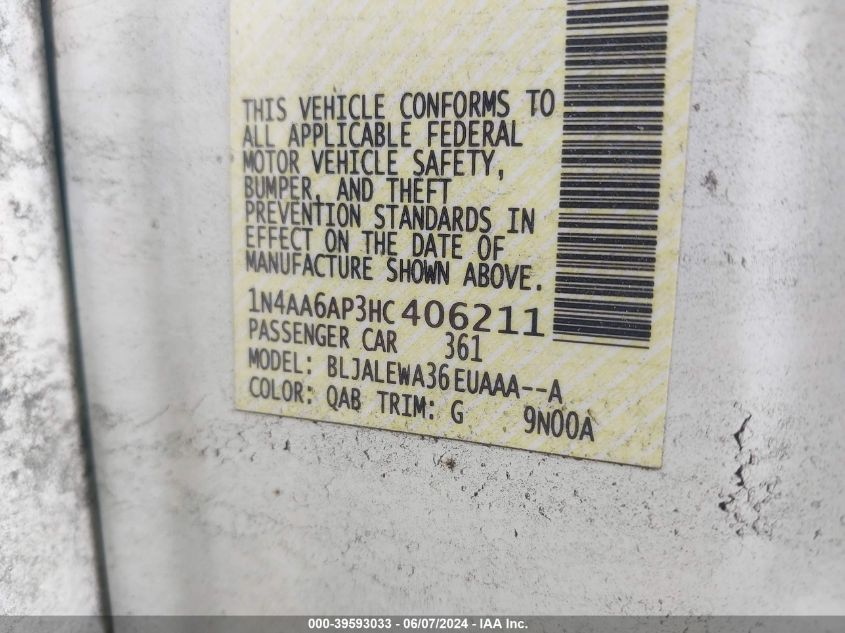 THIS VEHICLE CONFORMS TO
ALL APPLICABLE FEDERAL
MOTOR VEHICLE SAFETY,
BUMPER, AND THEFT
PREVENTION STANDARDS IN
EFFECT ON THE DATE OF
MANUFACTURE SHOWN ABOVE.
1N4AA6AP3HC 406211
PASSENGER CAR 361
MODEL: BLJALEWA36EUAAA--A
COLOR: QAB TRIM: G 9N00A
000-39593033 - 06/07/2024 - IAA Inc.